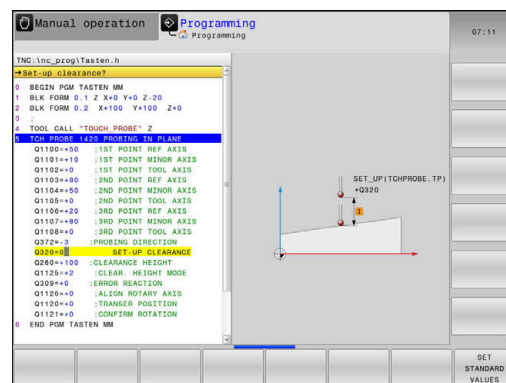 Manual operation
Programming
Programming
07:11
TNC:\nc_prog\Tasten.h
→Set-up clearance?
0 BEGIN PGM TASTEN MM
1 BLK FORM 0.1 Z X+0 Y+0 Z-20
2 BLK FORM 0.2 X+100 Y+100 Z+0
3 ;
4 TOOL CALL "TOUCH_PROBE" Z
5 TCH PROBE 1420 PROBING IN PLANE
Q1100=+50 ;1ST POINT REF AXIS
Q1101=+10 ;1ST POINT MINOR AXIS
Q1102=+0 ;1ST POINT TOOL AXIS
Q1103=+80 ;2ND POINT REF AXIS
Q1104=+50 ;2ND POINT MINOR AXIS
Q1105=+0 ;2ND POINT TOOL AXIS
Q1106=+20 ;3RD POINT REF AXIS
Q1107=+80 ;3RD POINT MINOR AXIS
Q1108=+0 ;3RD POINT TOOL AXIS
Q372=-3 ;PROBING DIRECTION
Q320=0 SET-UP CLEARANCE
Q260=+100 ;CLEARANCE HEIGHT
Q1125=+2 ;CLEAR. HEIGHT MODE
Q309=+0 ;ERROR REACTION
Q1126=+0 ;ALIGN ROTARY AXIS
Q1120=+0 ;TRANSER POSITION
Q1121=+0 ;CONFIRM ROTATION
6 END PGM TASTEN MM
SET_UP(TCHPROBE.TP)
+Q320
I
SET
STANDARD
VALUES